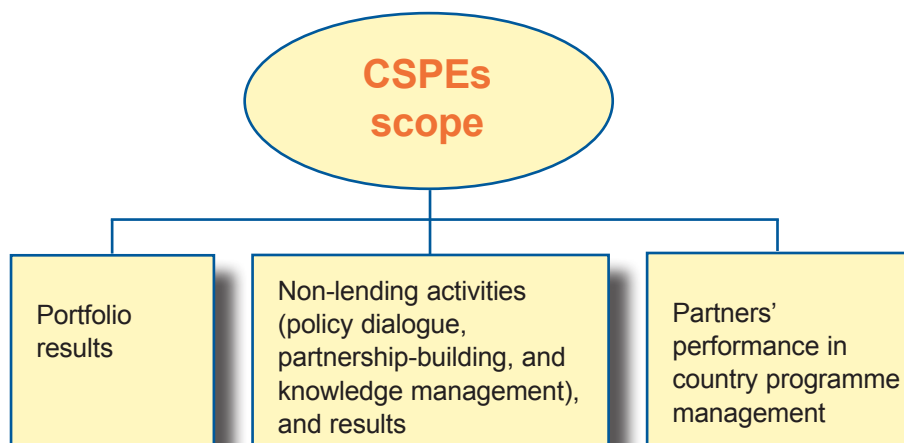 CSPEs
scope
Portfolio
results
Non-lending activities
(policy dialogue,
partnership-building, and
knowledge management),
and results
Partners’
performance in
country programme
management